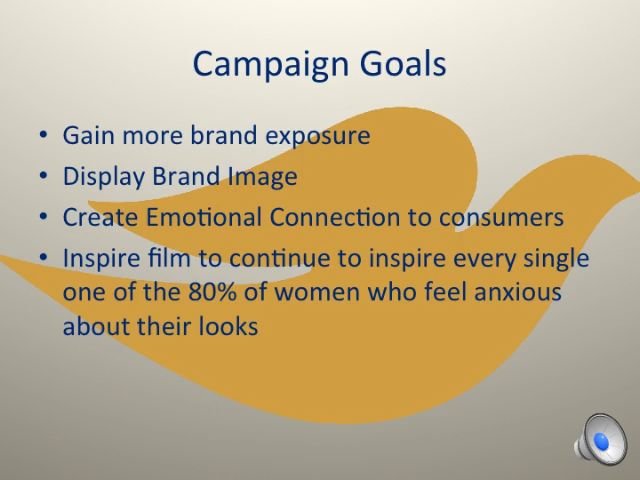 Campaign Goals
• Gain more brand exposure
• Display Brand Image
• Create Emotional Connection to consumers
• Inspire film to continue to inspire every single
one of the 80% of women who feel anxious
about their looks